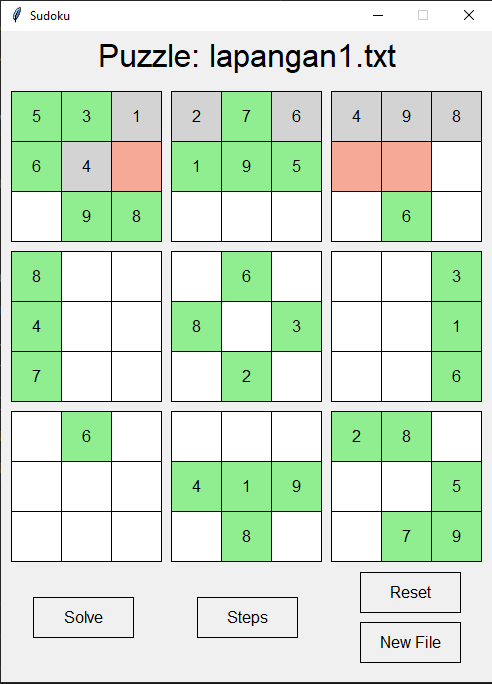 Sudoku
Puzzle: lapangan1.txt
5 3 1 2 7 6 4 9 8
6 4 1 9 5
9 8 6
8 6 3
4 8 3 1
7 2 6
6 2 8
4 1 9 5
8 7 9
Solve Steps Reset
New File